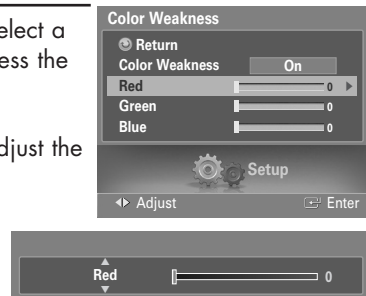 elect a
ess the
djust the
Color Weakness
Return
Color Weakness On
Red 0
Green 0
Blue 0
Setup
Adjust Enter
Red 0